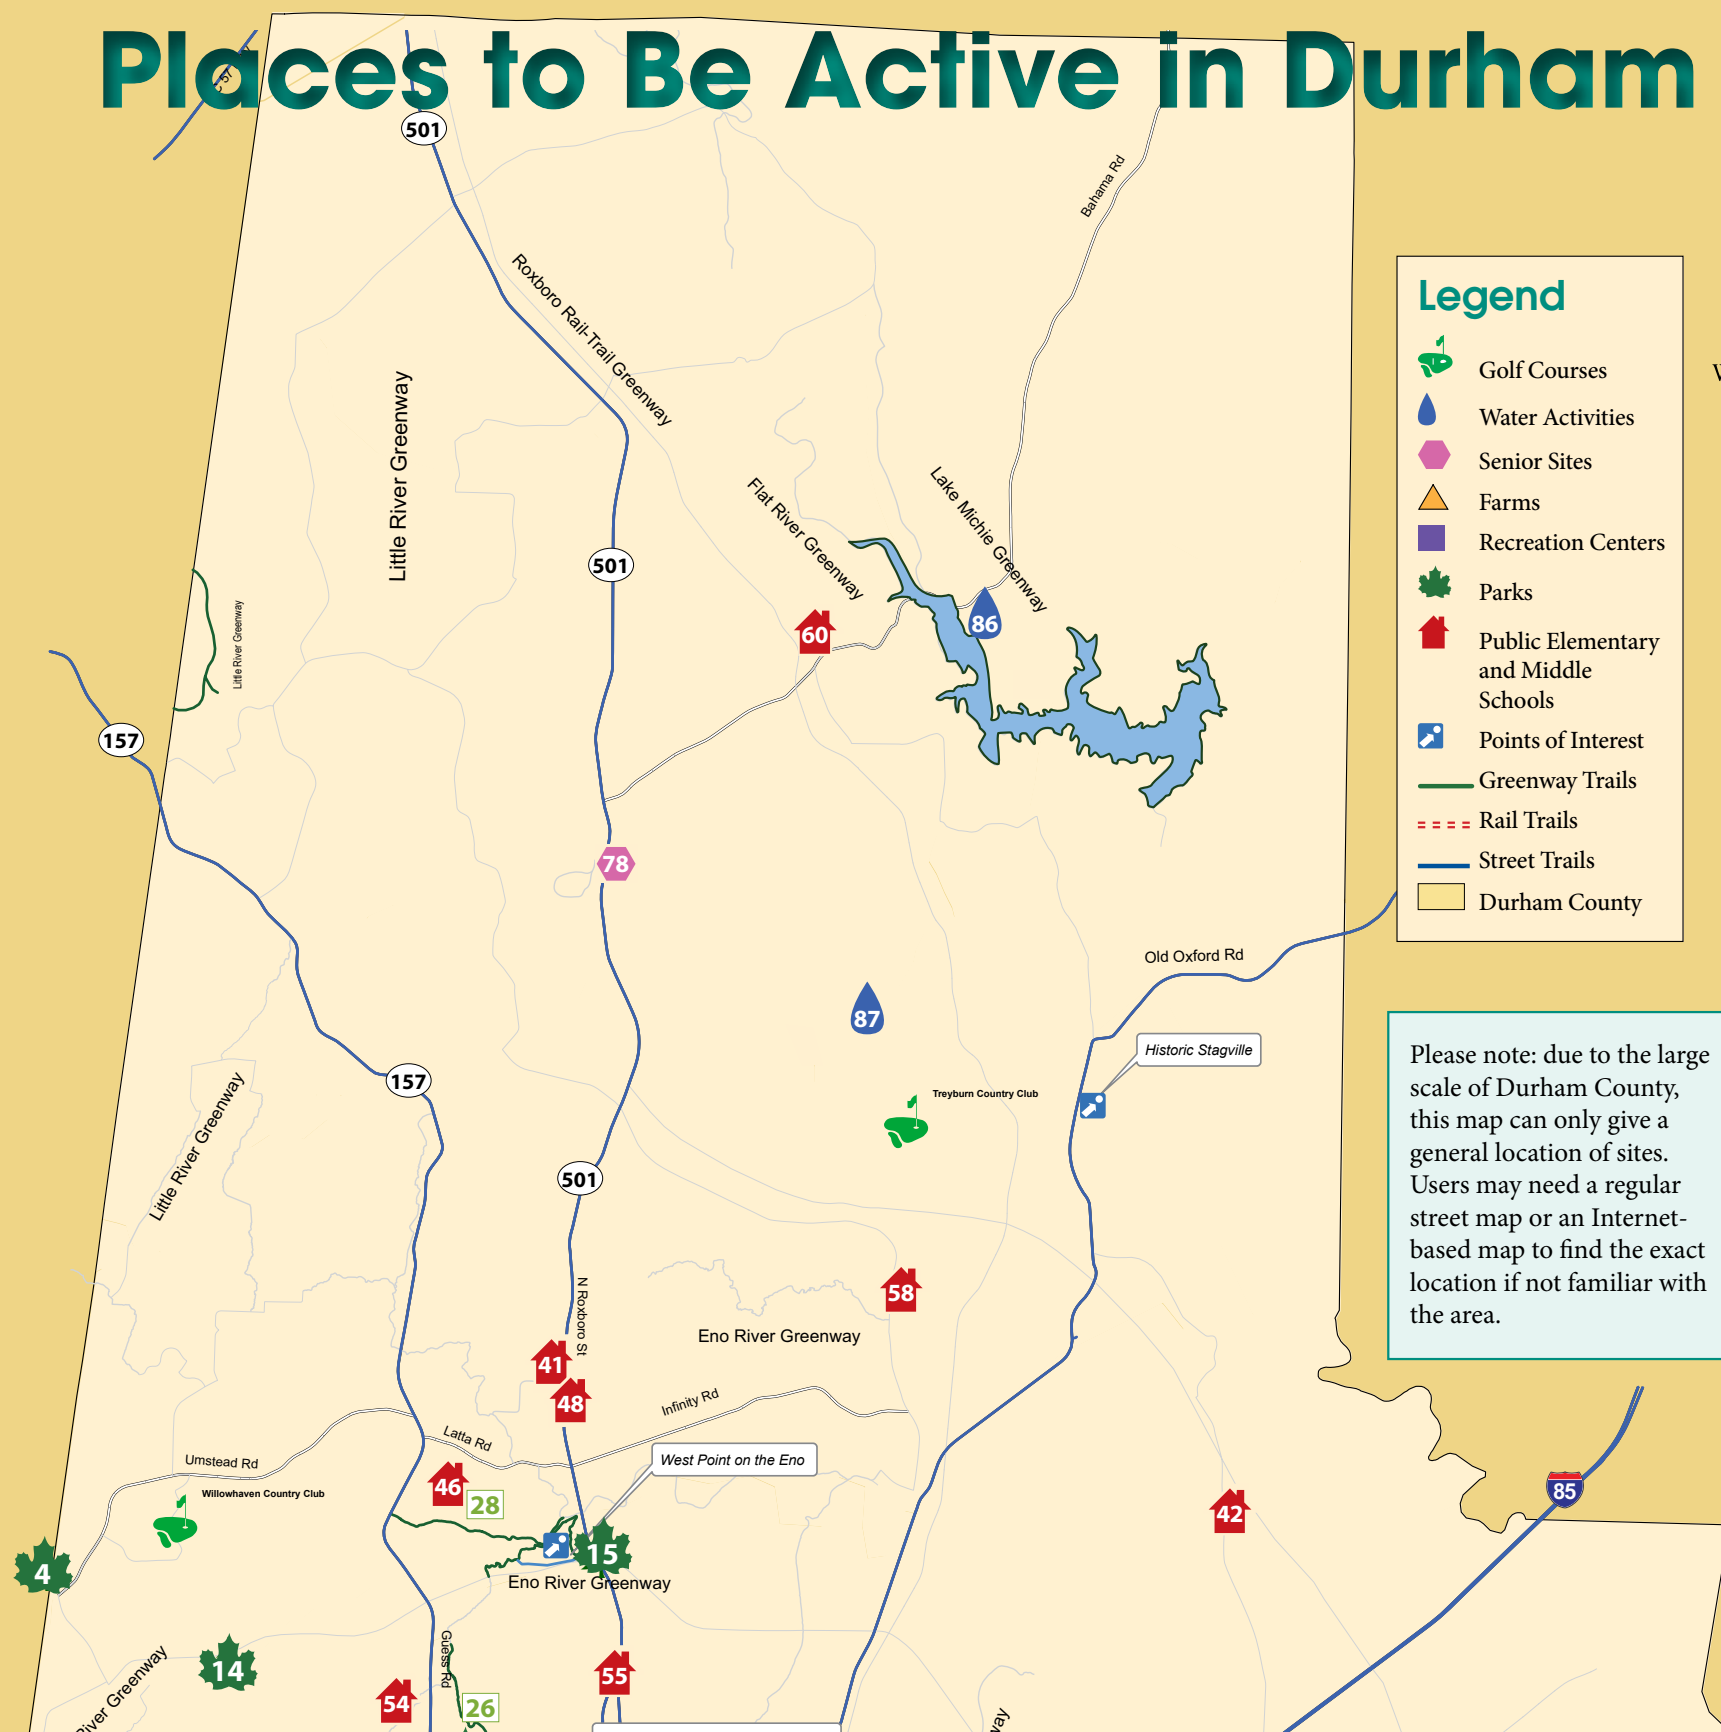 Places to Be Active in Durham
501
Bahama Rd
Roxboro Rail-Trail Greenway
Legend
Golf Courses
Water Activities
Senior Sites
Farms
Recreation Centers
Parks
Public Elementary
and Middle
Schools
Points of Interest
Greenway Trails
Rail Trails
Street Trails
Durham County
Little River Greenway
Flat River Greenway
Lake Michie Greenway
501
86
60
Little River Greenway
157
78
Old Oxford Rd
87
Historic Stagville
Please note: due to the large
scale of Durham County,
this map can only give a
general location of sites.
Users may need a regular
street map or an Internet-
based map to find the exact
location if not familiar with
the area.
157
Treyburn Country Club
Little River Greenway
501
58
N Roxboro St
Eno River Greenway
41
48
Infinity Rd
Latta Rd
Umstead Rd
West Point on the Eno
46
28
Willowhaven Country Club
85
42
15
4
Eno River Greenway
14
Guess Rd
55
River Greenway
54
26
way